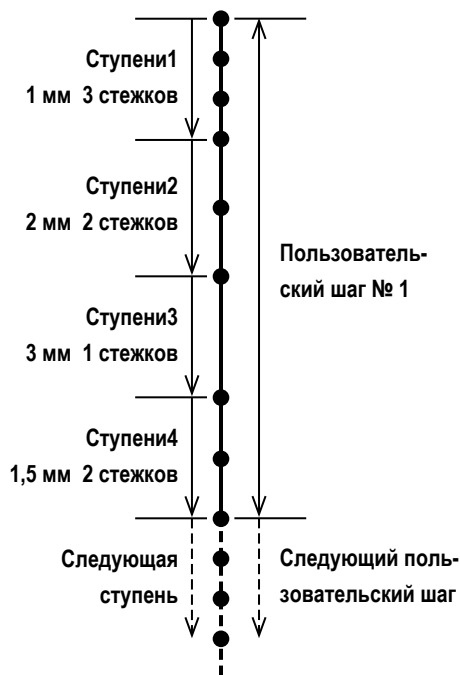 Ступени1
1 мм 3 стежков
Ступени2
2 мм 2 стежков
Пользователь-
ский шаг № 1
Ступени3
3 мм 1 стежков
Ступени4
1,5 мм 2 стежков
Следующая
ступень
Следующий поль-
зовательский шаг